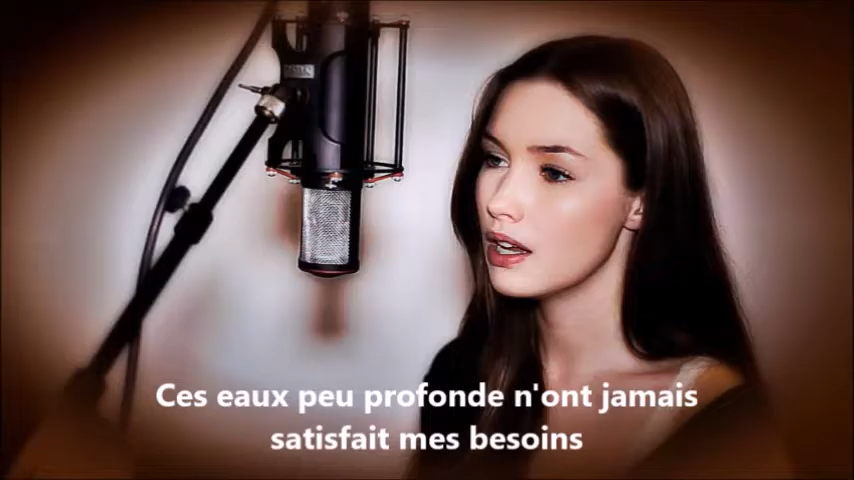 Ces eaux peu profonde n'ont jamais
satisfait mes besoins